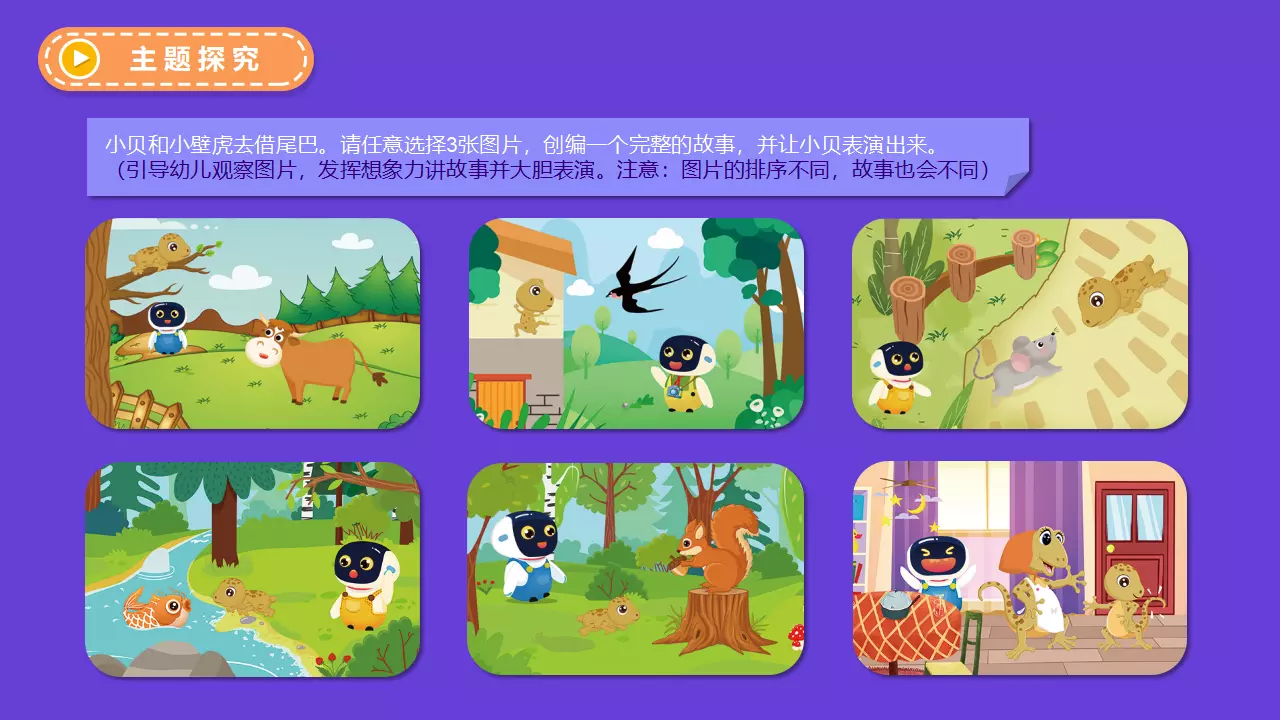 主题探究
小贝和小壁虎去借尾巴。请任意选择3张图片，创编一个完整的故事，并让小贝表演出来。
（引导幼儿观察图片，发挥想象力讲故事并大胆表演。注意：图片的排序不同，故事也会不同）